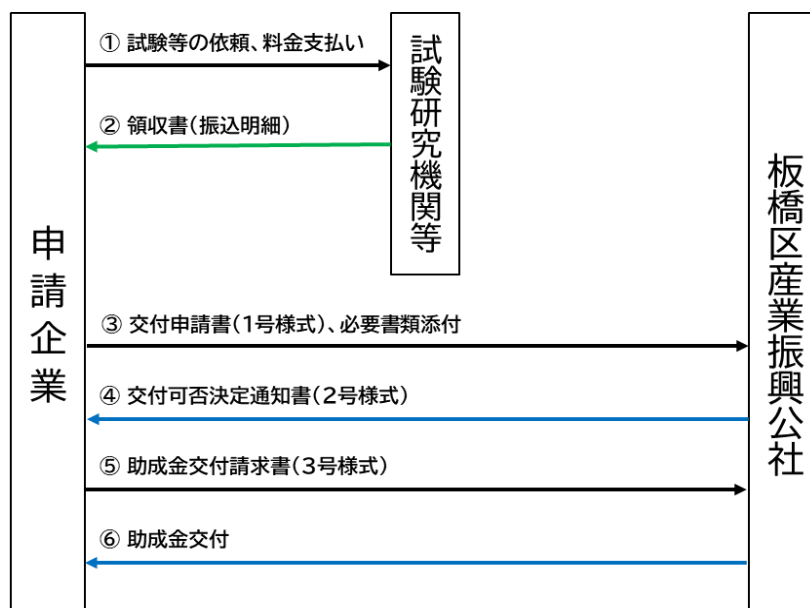 ① 試験等の依頼、料金支払い
② 領収書(振込明細)
試験研究機関等
申請企業
板橋区産業振興公社
③ 交付申請書(1号様式)、必要書類添付
④ 交付可否決定通知書(2号様式)
⑤ 助成金交付請求書(3号様式)
⑥ 助成金交付